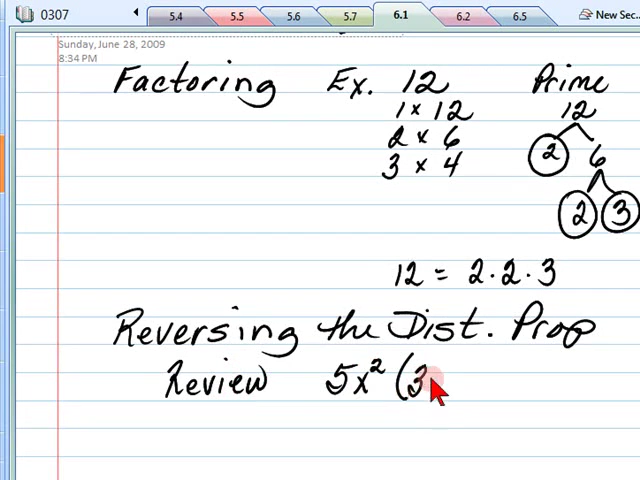 0307 5.4 5.5 5.6 5.7 6.1 6.2 6.5 New Sec
Sunday, June 28, 2009
8:34 PM
Factoring Ex. 12 Prime
1 x 12 12
2 x 6 2 6
3 x 4 2 3
12 = 2·2·3
Reversing the Dist. Prop
Review 5x² (3